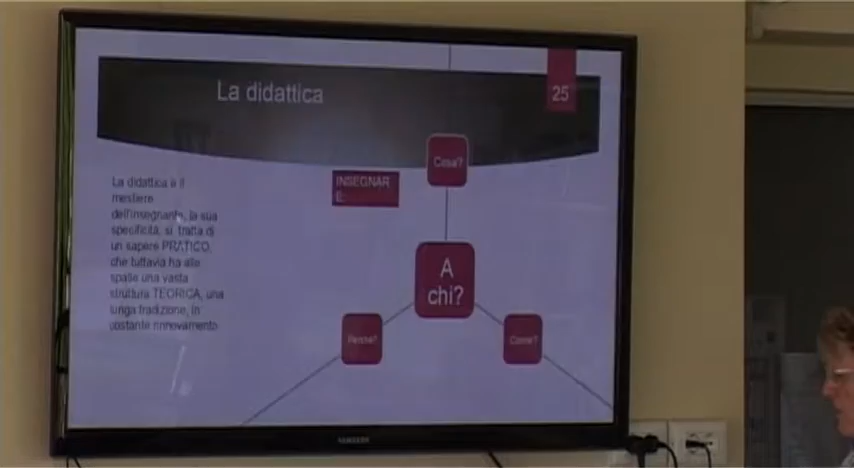 La didattica
25
Cosa?
INSEGNAR
E:
La didattica è il
mestiere
dell'insegnante, la sua
specificità, si tratta di
un sapere PRATICO,
che tuttavia ha alle
spalle una vasta
struttura TEORICA, una
lunga tradizione, in
costante rinnovamento
A
chi?
Perché?
Come?
SAMSUNG